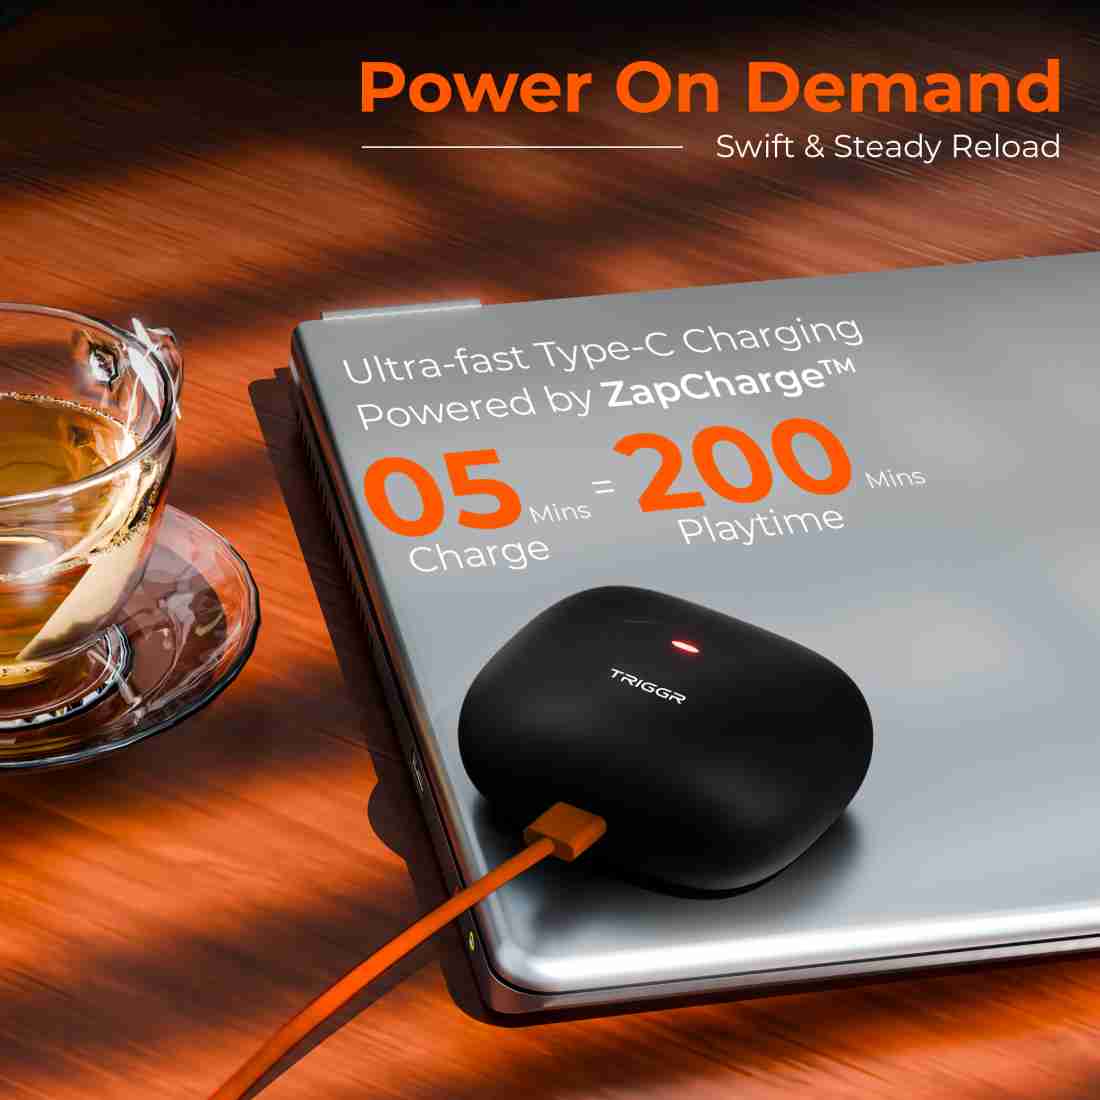 Power On Demand
Swift & Steady Reload
Ultra-fast Type-C Charging
Powered by ZapCharge™
05 Mins = 200 Mins
Charge Playtime
TRIGGR